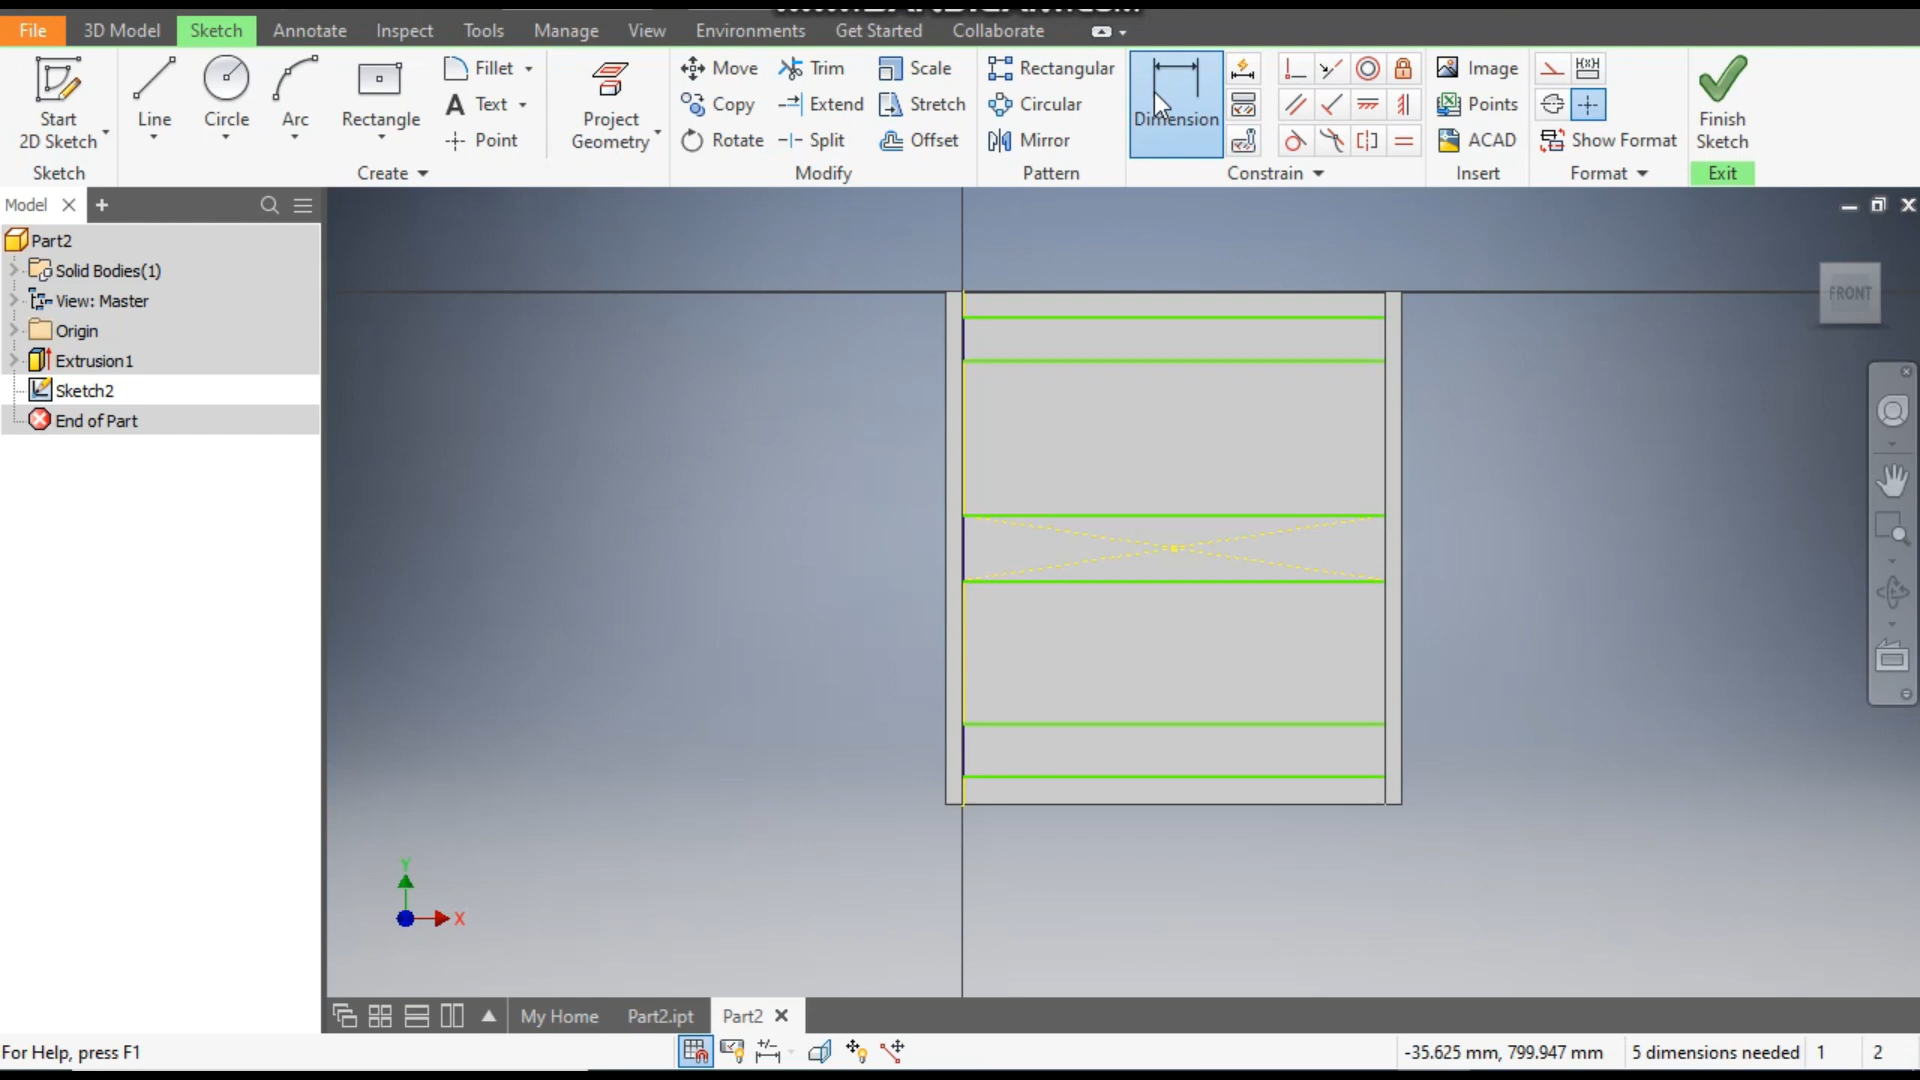 File 3D Model Sketch Annotate Inspect Tools Manage View Environments Get Started Collaborate
Start 2D Sketch
Line
Circle
Arc
Rectangle
Fillet
Text
Point
Project Geometry
Move
Copy
Rotate
Trim
Extend
Split
Scale
Stretch
Offset
Rectangular
Circular
Mirror
Dimension
Image
Points
ACAD
Show Format
Finish Sketch
Sketch
Create
Modify
Pattern
Constrain
Insert
Format
Exit
Model
Part2
Solid Bodies(1)
View: Master
Origin
Extrusion1
Sketch2
End of Part
FRONT
Y
X
My Home Part2.ipt Part2
For Help, press F1
-35.625 mm, 799.947 mm 5 dimensions needed 1 2